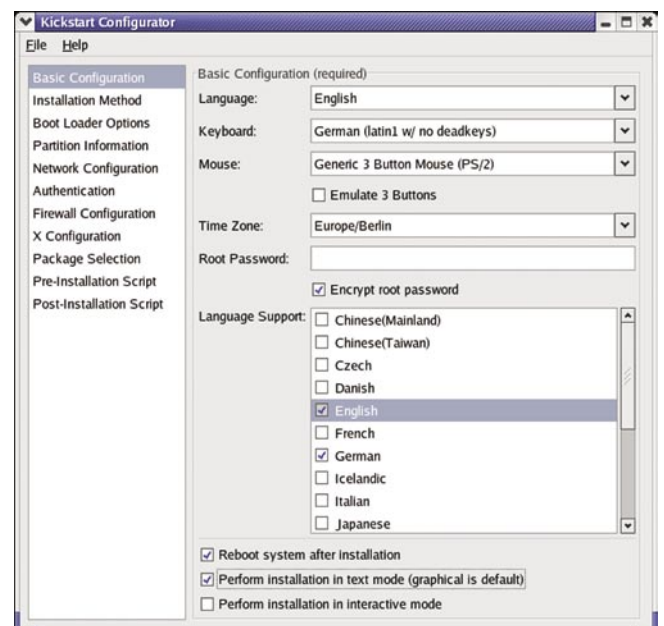 Kickstart Configurator
File Help
Basic Configuration
Installation Method
Boot Loader Options
Partition Information
Network Configuration
Authentication
Firewall Configuration
X Configuration
Package Selection
Pre-Installation Script
Post-Installation Script
Basic Configuration (required)
Language: English
Keyboard: German (latin1 w/ no deadkeys)
Mouse: Generic 3 Button Mouse (PS/2)
Emulate 3 Buttons
Time Zone: Europe/Berlin
Root Password:
Encrypt root password
Language Support: Chinese(Mainland)
Chinese(Taiwan)
Czech
Danish
English
French
German
Icelandic
Italian
Japanese
Reboot system after installation
Perform installation in text mode (graphical is default)
Perform installation in interactive mode